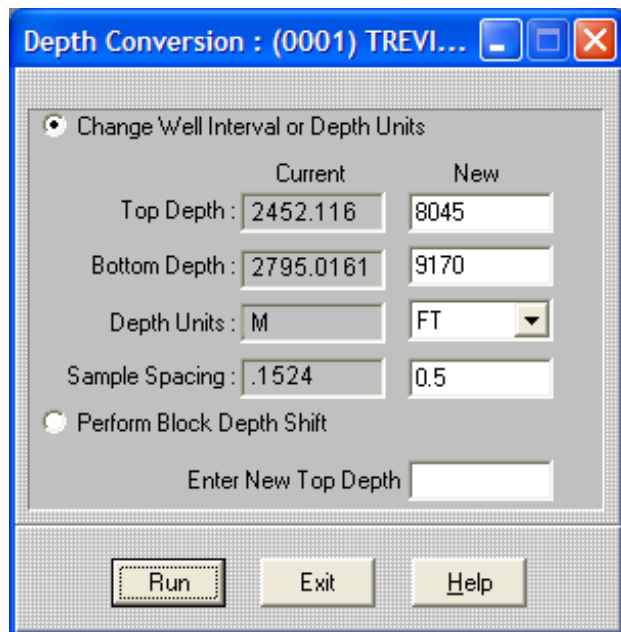 Depth Conversion : (0001) TREVI...
Change Well Interval or Depth Units
Current New
Top Depth : 2452.116 8045
Bottom Depth : 2795.0161 9170
Depth Units : M FT
Sample Spacing : .1524 0.5
Perform Block Depth Shift
Enter New Top Depth
Run Exit Help